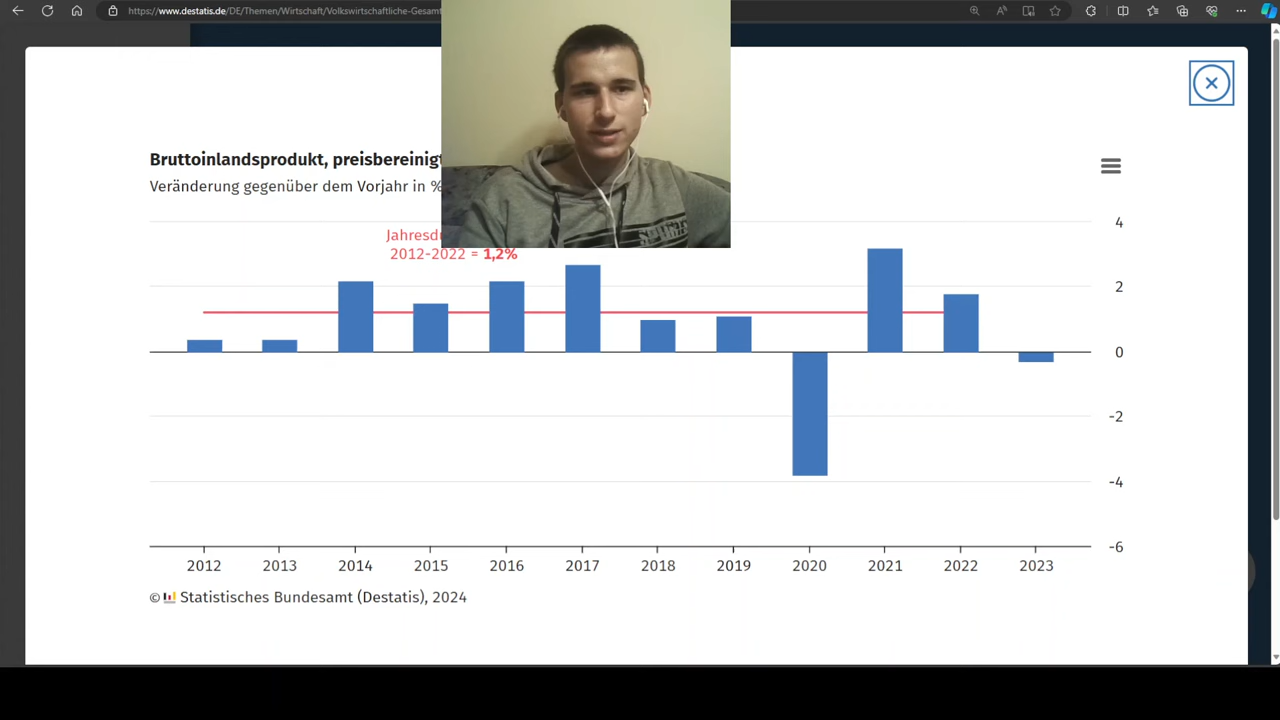 https://www.destatis.de/DE/Themen/Wirtschaft/Volkswirtschaftliche-Gesamt
Bruttoinlandsprodukt, preisbereinigt
Veränderung gegenüber dem Vorjahr in %
4
2012-2022 = 1,2%
2
0
-2
-4
-6
2012 2013 2014 2015 2016 2017 2018 2019 2020 2021 2022 2023
© Statistisches Bundesamt (Destatis), 2024